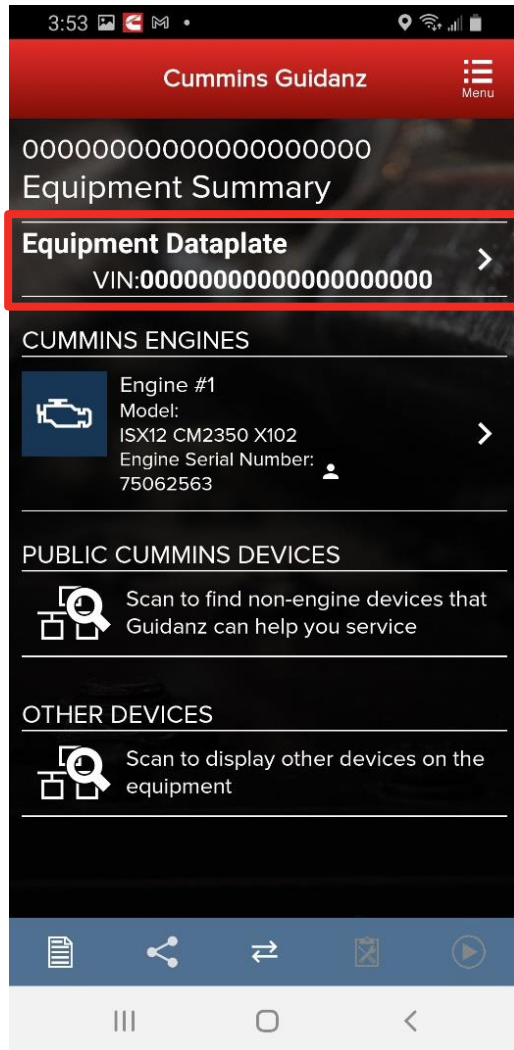 3:53
Cummins Guidanz
Menu
00000000000000000000
Equipment Summary
Equipment Dataplate
VIN:00000000000000000000
CUMMINS ENGINES
Engine #1
Model:
ISX12 CM2350 X102
Engine Serial Number:
75062563
PUBLIC CUMMINS DEVICES
Scan to find non-engine devices that
Guidanz can help you service
OTHER DEVICES
Scan to display other devices on the
equipment